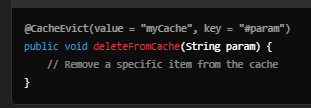 @CacheEvict(value = "myCache", key = "#param")
public void deleteFromCache(String param) {
    // Remove a specific item from the cache
}